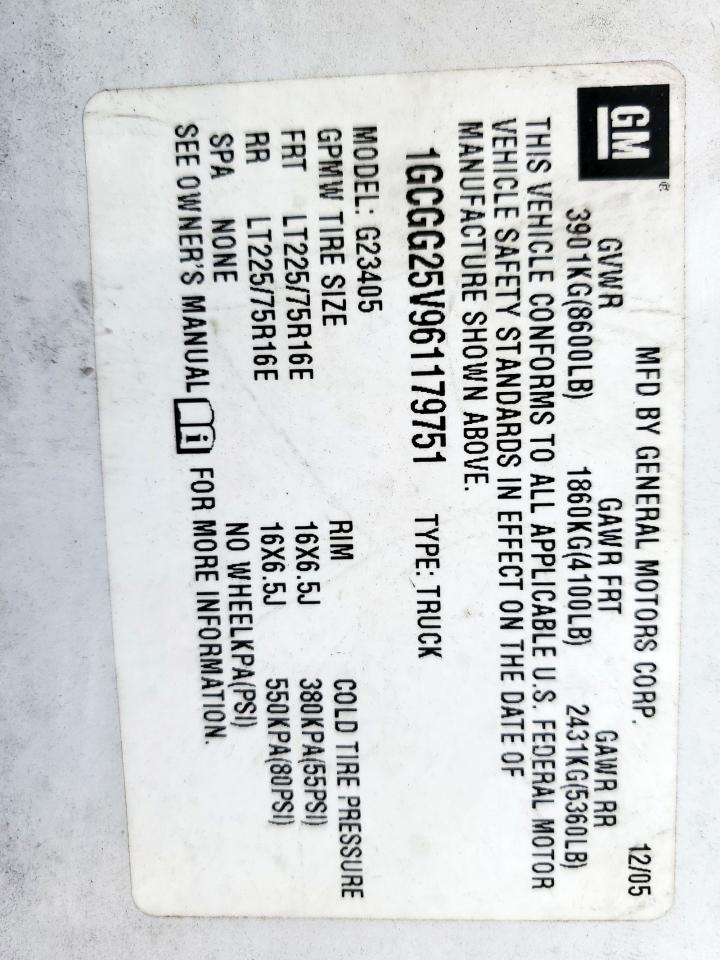 GM®
MFD BY GENERAL MOTORS CORP. 12/05
GVWR GAWR FRT GAWR RR
3901KG(8600LB) 1860KG(4100LB) 2431KG(5360LB)
THIS VEHICLE CONFORMS TO ALL APPLICABLE U.S. FEDERAL MOTOR
VEHICLE SAFETY STANDARDS IN EFFECT ON THE DATE OF
MANUFACTURE SHOWN ABOVE.
1GCGG25V961179751 TYPE: TRUCK
MODEL: G23405
GPMW TIRE SIZE RIM COLD TIRE PRESSURE
FRT LT225/75R16E 16X6.5J 380KPA(55PSI)
RR LT225/75R16E 16X6.5J 550KPA(80PSI)
SPA NONE NO WHEELKPA(PSI)
SEE OWNER'S MANUAL i FOR MORE INFORMATION.